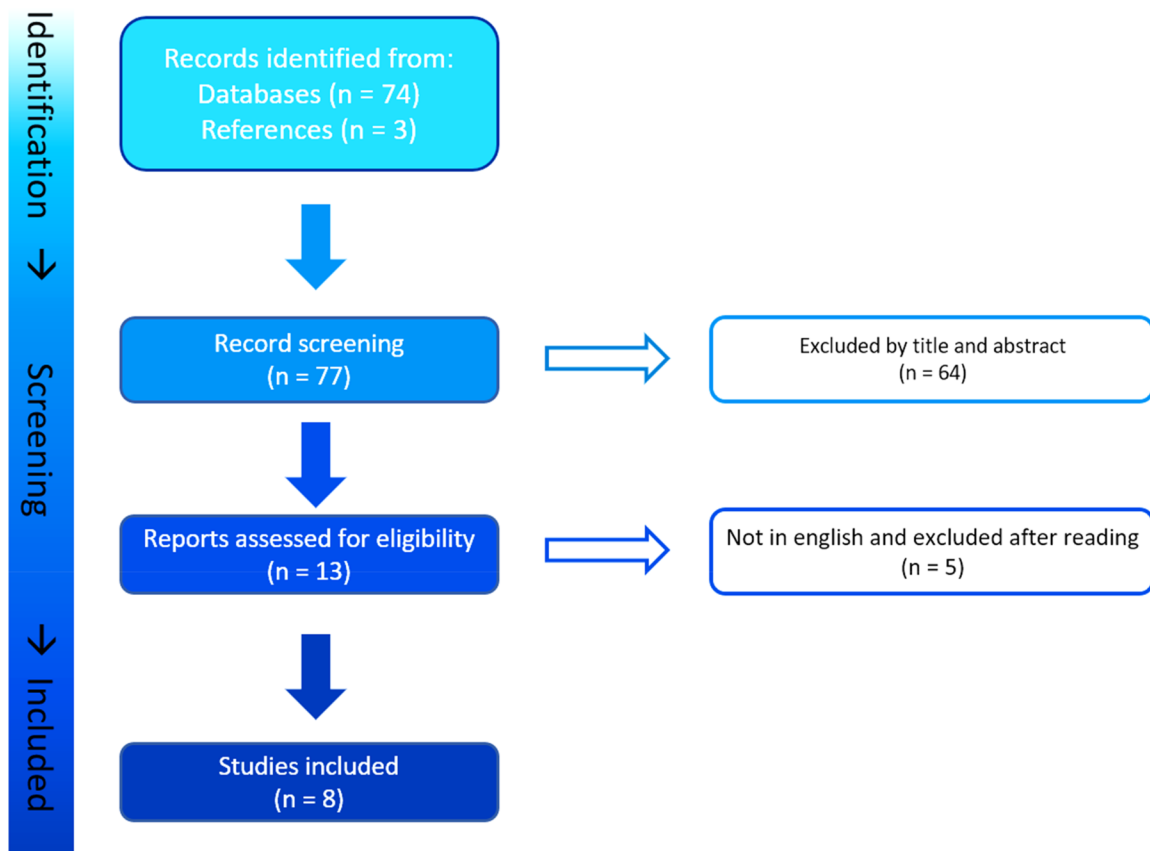 Identification
→
Screening
→
Included
Records identified from:
Databases (n = 74)
References (n = 3)
Record screening
(n = 77)
Excluded by title and abstract
(n = 64)
Reports assessed for eligibility
(n = 13)
Not in english and excluded after reading
(n = 5)
Studies included
(n = 8)